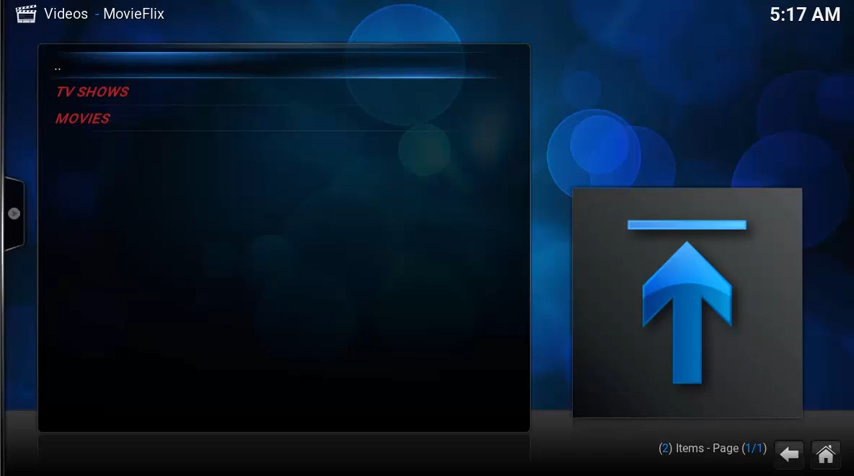 Videos - MovieFlix
5:17 AM
..
TV SHOWS
MOVIES
(2) Items - Page (1/1)